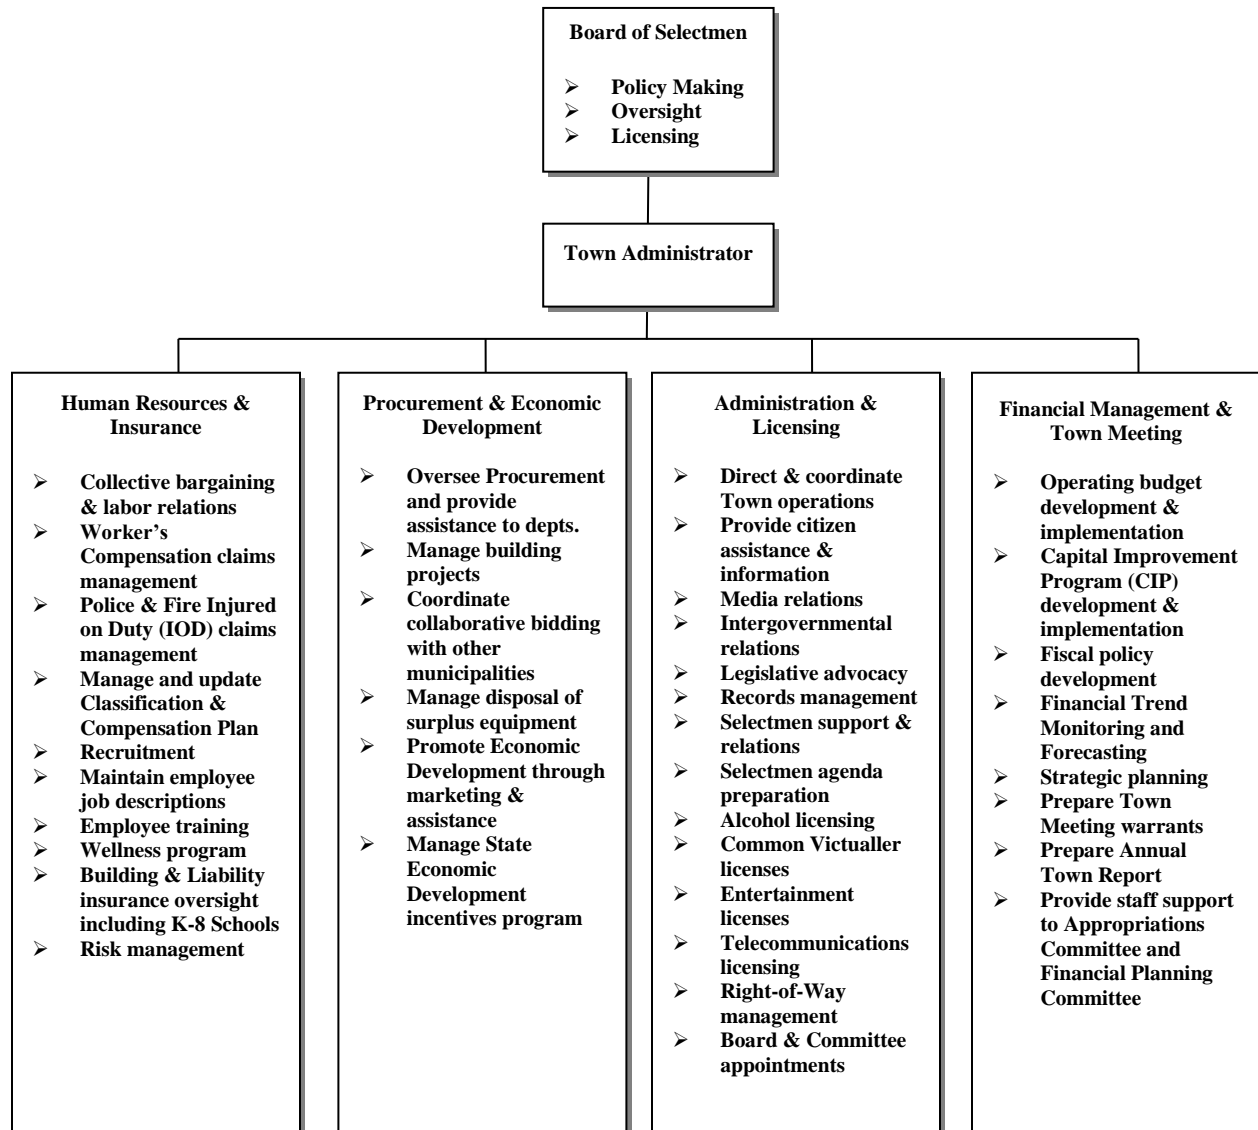 Board of Selectmen
➢ Policy Making
➢ Oversight
➢ Licensing
Town Administrator
Human Resources &
Insurance
➢ Collective bargaining
& labor relations
➢ Worker’s
Compensation claims
management
➢ Police & Fire Injured
on Duty (IOD) claims
management
➢ Manage and update
Classification &
Compensation Plan
➢ Recruitment
➢ Maintain employee
job descriptions
➢ Employee training
➢ Wellness program
➢ Building & Liability
insurance oversight
including K-8 Schools
➢ Risk management
Procurement & Economic
Development
➢ Oversee Procurement
and provide
assistance to depts.
➢ Manage building
projects
➢ Coordinate
collaborative bidding
with other
municipalities
➢ Manage disposal of
surplus equipment
➢ Promote Economic
Development through
marketing &
assistance
➢ Manage State
Economic
Development
incentives program
Administration &
Licensing
➢ Direct & coordinate
Town operations
➢ Provide citizen
assistance &
information
➢ Media relations
➢ Intergovernmental
relations
➢ Legislative advocacy
➢ Records management
➢ Selectmen support &
relations
➢ Selectmen agenda
preparation
➢ Alcohol licensing
➢ Common Victualler
licenses
➢ Entertainment
licenses
➢ Telecommunications
licensing
➢ Right-of-Way
management
➢ Board & Committee
appointments
Financial Management &
Town Meeting
➢ Operating budget
development &
implementation
➢ Capital Improvement
Program (CIP)
development &
implementation
➢ Fiscal policy
development
➢ Financial Trend
Monitoring and
Forecasting
➢ Strategic planning
➢ Prepare Town
Meeting warrants
➢ Prepare Annual
Town Report
➢ Provide staff support
to Appropriations
Committee and
Financial Planning
Committee